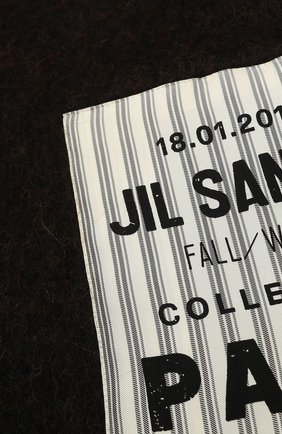 18.01.201
JIL SAN
FALL/W
COLLE
PA